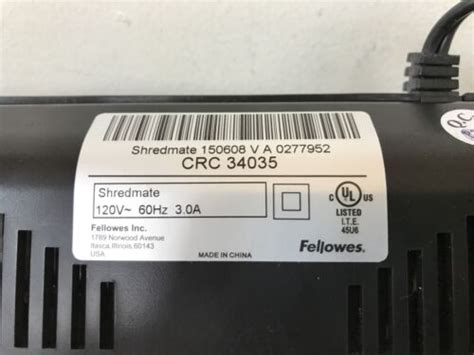 Shredmate 150608 V A 0277952
CRC 34035
Shredmate
120V~ 60Hz 3.0A
C UL US
LISTED
I.T.E.
45U6
Fellowes Inc.
1789 Norwood Avenue
Itasca, Illinois, 60143
USA
MADE IN CHINA
Fellowes.
Q.C